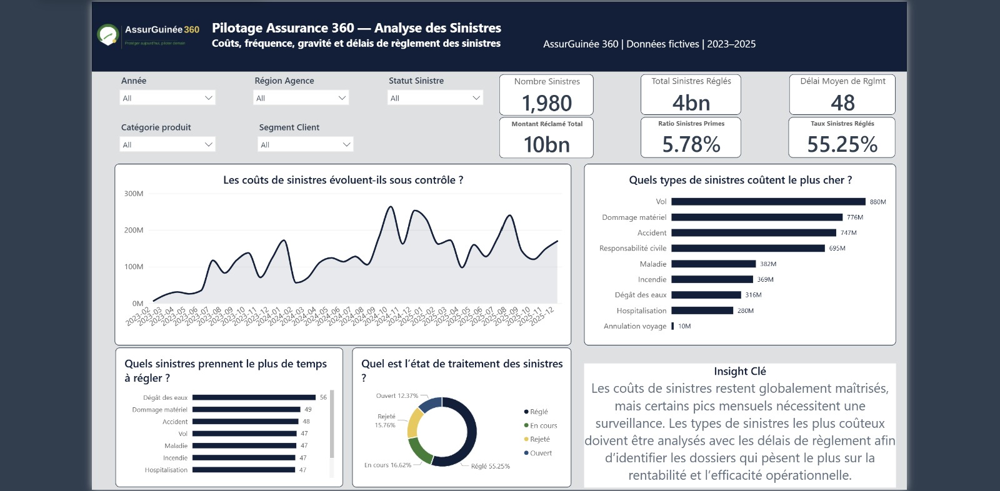 AssurGuinée 360
Protéger aujourd'hui, piloter demain
Pilotage Assurance 360 — Analyse des Sinistres
Coûts, fréquence, gravité et délais de règlement des sinistres
AssurGuinée 360 | Données fictives | 2023–2025
Année
All
Région Agence
All
Statut Sinistre
All
Catégorie produit
All
Segment Client
All
Nombre Sinistres
1,980
Total Sinistres Réglés
4bn
Délai Moyen de Rglmt
48
Montant Réclamé Total
10bn
Ratio Sinistres Primes
5.78%
Taux Sinistres Réglés
55.25%
Les coûts de sinistres évoluent-ils sous contrôle ?
300M
200M
100M
0M
2023-02
2023-03
2023-04
2023-05
2023-06
2023-07
2023-08
2023-09
2023-10
2023-11
2023-12
2024-01
2024-02
2024-03
2024-04
2024-05
2024-06
2024-07
2024-08
2024-09
2024-10
2024-11
2024-12
2025-01
2025-02
2025-03
2025-04
2025-05
2025-06
2025-07
2025-08
2025-09
2025-10
2025-11
2025-12
Quels types de sinistres coûtent le plus cher ?
Vol 880M
Dommage matériel 776M
Accident 747M
Responsabilité civile 695M
Maladie 382M
Incendie 369M
Dégât des eaux 316M
Hospitalisation 280M
Annulation voyage 10M
Quels sinistres prennent le plus de temps
à régler ?
Dégât des eaux 56
Dommage matériel 49
Accident 48
Vol 47
Maladie 47
Incendie 47
Hospitalisation 47
Quel est l’état de traitement des sinistres
?
Ouvert 12.37%
Rejeté
15.76%
En cours 16.62%
Réglé 55.25%
Réglé
En cours
Rejeté
Ouvert
Insight Clé
Les coûts de sinistres restent globalement maîtrisés,
mais certains pics mensuels nécessitent une
surveillance. Les types de sinistres les plus coûteux
doivent être analysés avec les délais de règlement afin
d’identifier les dossiers qui pèsent le plus sur la
rentabilité et l’efficacité opérationnelle.